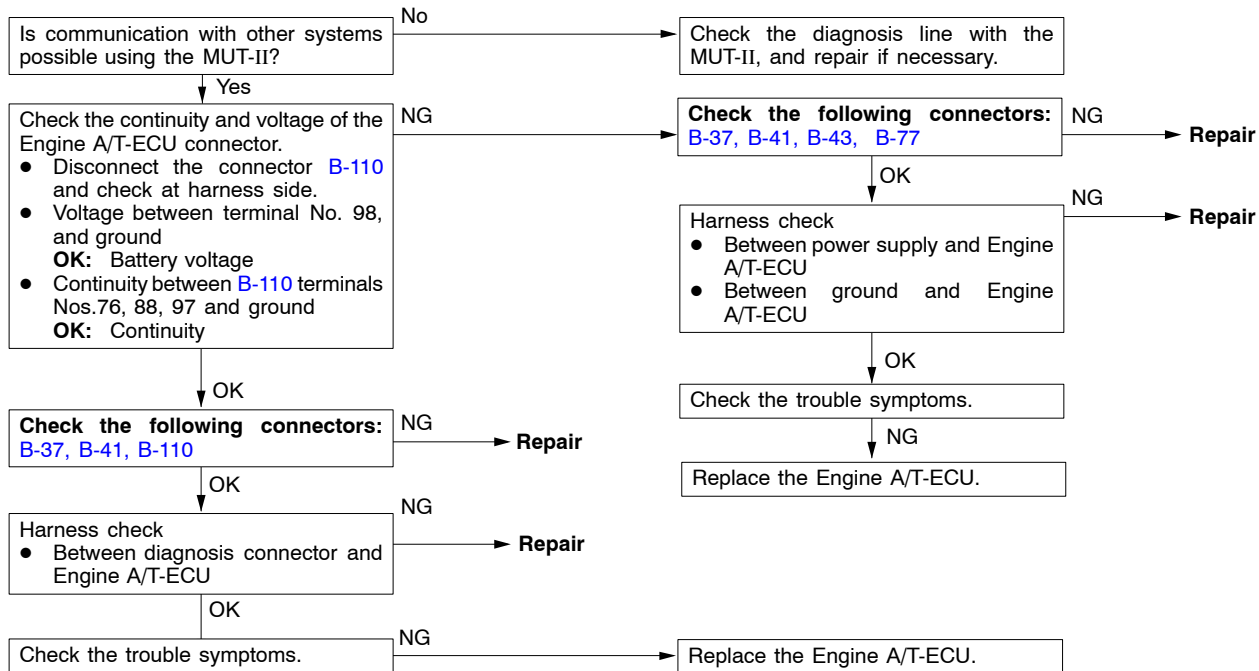 Is communication with other systems
possible using the MUT-II?
No
Check the diagnosis line with the
MUT-II, and repair if necessary.
Yes
Check the continuity and voltage of the
Engine A/T-ECU connector.
● Disconnect the connector B-110
and check at harness side.
● Voltage between terminal No. 98,
and ground
OK: Battery voltage
● Continuity between B-110 terminals
Nos.76, 88, 97 and ground
OK: Continuity
NG
Check the following connectors:
B-37, B-41, B-43, B-77
NG
Repair
OK
Harness check
● Between power supply and Engine
A/T-ECU
● Between ground and Engine
A/T-ECU
NG
Repair
OK
Check the trouble symptoms.
NG
Replace the Engine A/T-ECU.
OK
Check the following connectors:
B-37, B-41, B-110
NG
Repair
OK
Harness check
● Between diagnosis connector and
Engine A/T-ECU
NG
Repair
OK
Check the trouble symptoms.
NG
Replace the Engine A/T-ECU.